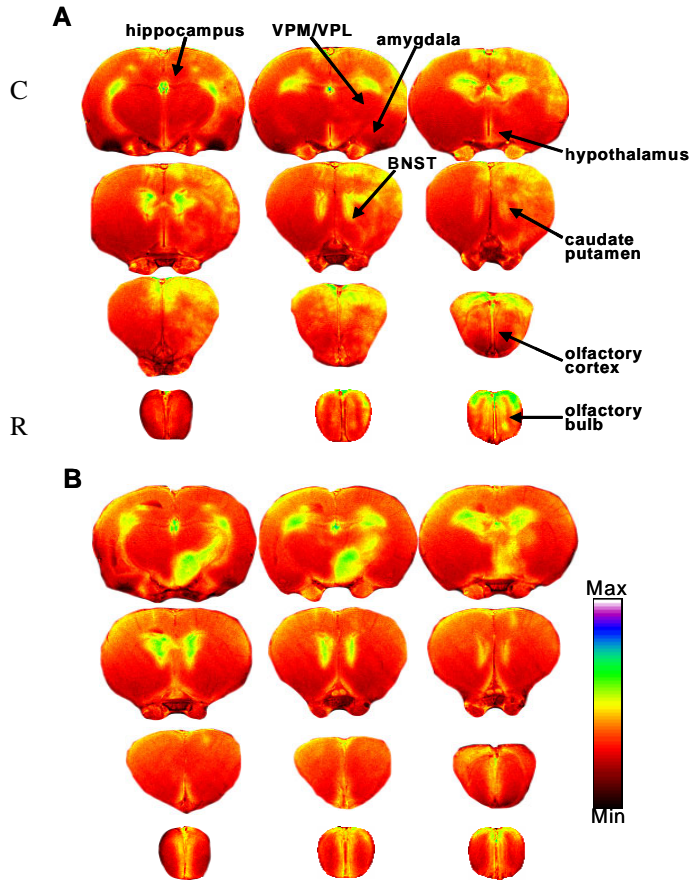 A
hippocampus
VPM/VPL
amygdala
C
hypothalamus
BNST
caudate
putamen
olfactory
cortex
R
olfactory
bulb
B
Max
Min